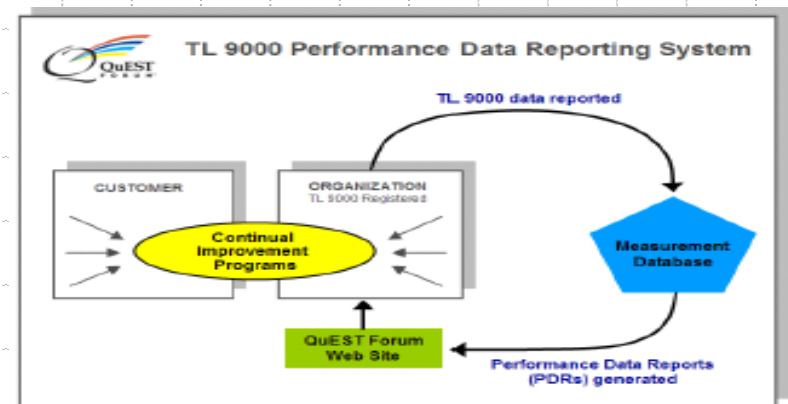 QuEST
FORUM
TL 9000 Performance Data Reporting System
TL 9000 data reported
CUSTOMER
ORGANIZATION
TL 9000 Registered
Continual
Improvement
Programs
Measurement
Database
QuEST Forum
Web Site
Performance Data Reports
(PDRs) generated